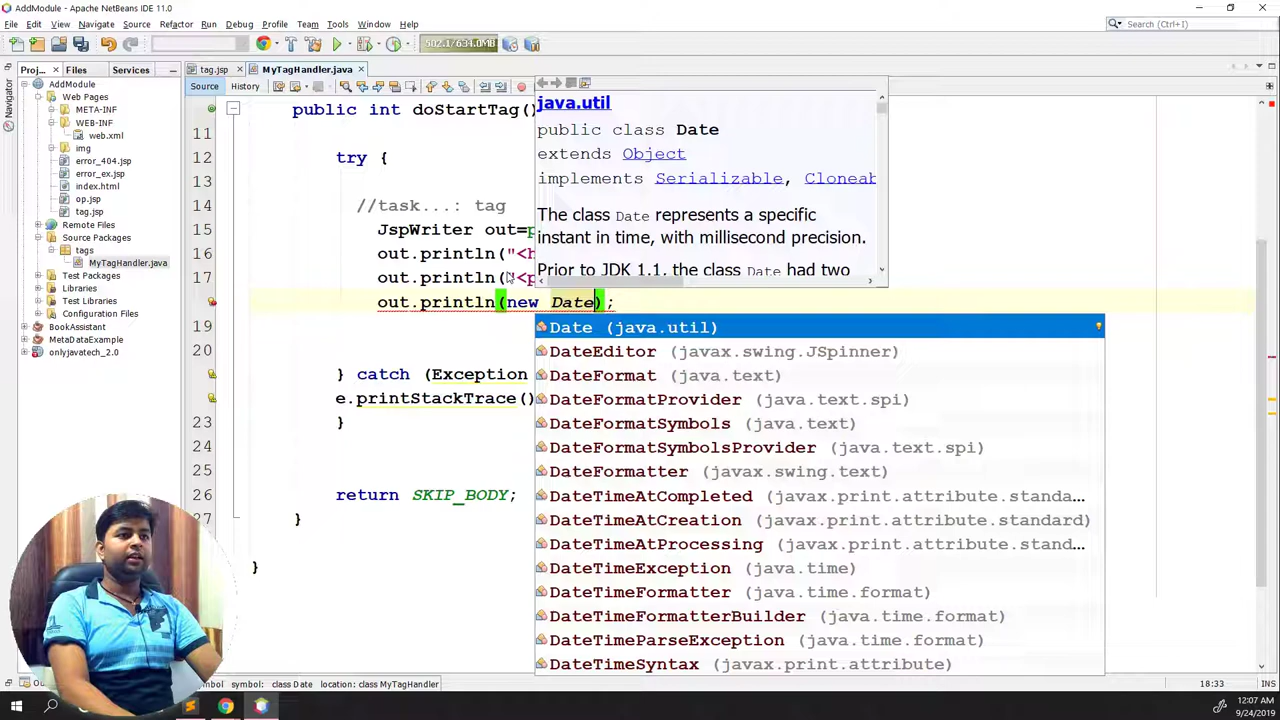 AddModule - Apache NetBeans IDE 11.0
File Edit View Navigate Source Refactor Run Debug Profile Team Tools Window Help
Search (Ctrl+I)
502.1/634.0MB
Proj... Files Services
tag.jsp MyTagHandler.java
Source History
Navigator
AddModule
Web Pages
META-INF
WEB-INF
web.xml
img
error_404.jsp
error_ex.jsp
index.html
op.jsp
tag.jsp
Remote Files
Source Packages
tags
MyTagHandler.java
Test Packages
Libraries
Test Libraries
Configuration Files
BookAssistant
MetaDataExample
onlyjavatech_2.0
public int doStartTag()
11
12 try {
13
14 //task...: tag
15 JspWriter out=p
16 out.println("<h
17 out.println("<p
out.println(new Date);
20
} catch (Exception
e.printStackTrace()
23 }
24
25
26 return SKIP_BODY;
27 }
}
java.util
public class Date
extends Object
implements Serializable, Cloneab
The class Date represents a specific
instant in time, with millisecond precision.
Prior to JDK 1.1, the class Date had two
Date (java.util)
DateEditor (javax.swing.JSpinner)
DateFormat (java.text)
DateFormatProvider (java.text.spi)
DateFormatSymbols (java.text)
DateFormatSymbolsProvider (java.text.spi)
DateFormatter (javax.swing.text)
DateTimeAtCompleted (javax.print.attribute.standa...
DateTimeAtCreation (javax.print.attribute.standard)
DateTimeAtProcessing (javax.print.attribute.stand...
DateTimeException (java.time)
DateTimeFormatter (java.time.format)
DateTimeFormatterBuilder (java.time.format)
DateTimeParseException (java.time.format)
DateTimeSyntax (javax.print.attribute)
symbol: class Date location: class MyTagHandler
18:33 INS
12:07 AM
9/24/2019